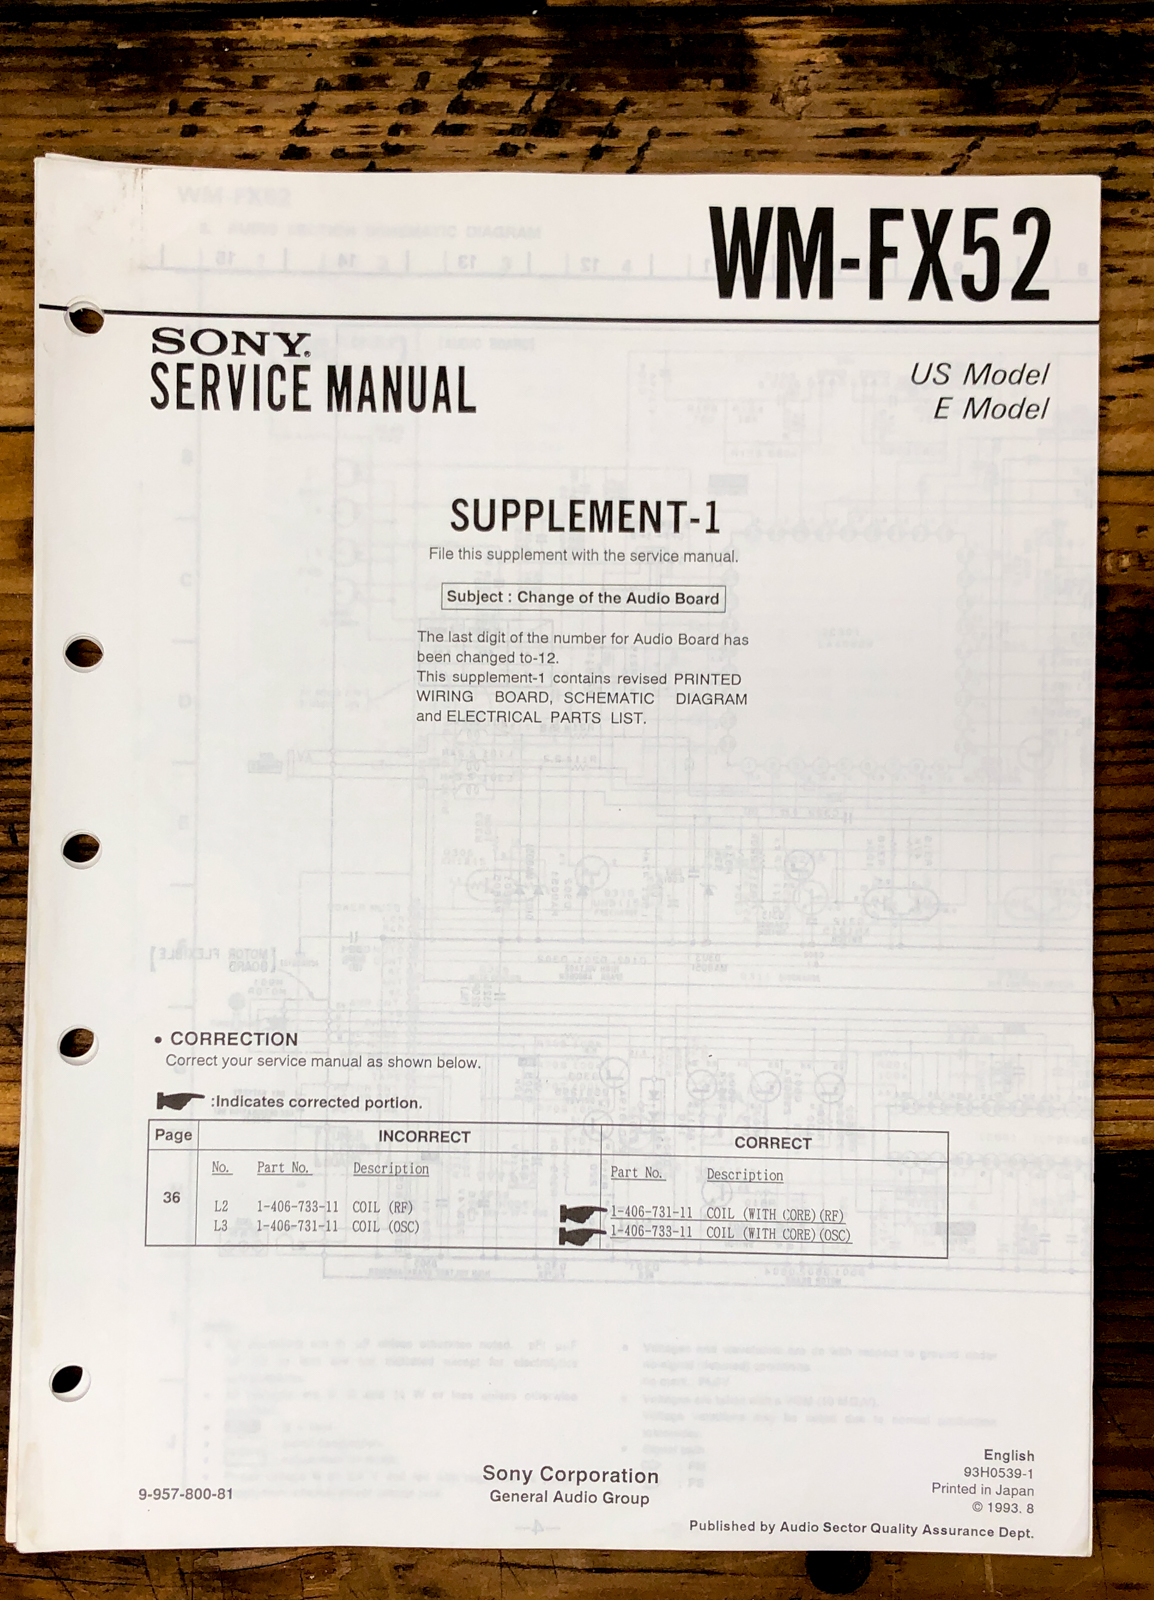 WM-FX52
SONY®
SERVICE MANUAL
US Model
E Model
SUPPLEMENT-1
File this supplement with the service manual.
Subject : Change of the Audio Board
The last digit of the number for Audio Board has
been changed to-12.
This supplement-1 contains revised PRINTED
WIRING BOARD, SCHEMATIC DIAGRAM
and ELECTRICAL PARTS LIST.
• CORRECTION
Correct your service manual as shown below.
:Indicates corrected portion.
Page INCORRECT CORRECT
No. Part No. Description Part No. Description
36
L2 1-406-733-11 COIL (RF) 1-406-731-11 COIL (WITH CORE)(RF)
L3 1-406-731-11 COIL (OSC) 1-406-733-11 COIL (WITH CORE)(OSC)
9-957-800-81
Sony Corporation
General Audio Group
English
93H0539-1
Printed in Japan
© 1993. 8
Published by Audio Sector Quality Assurance Dept.